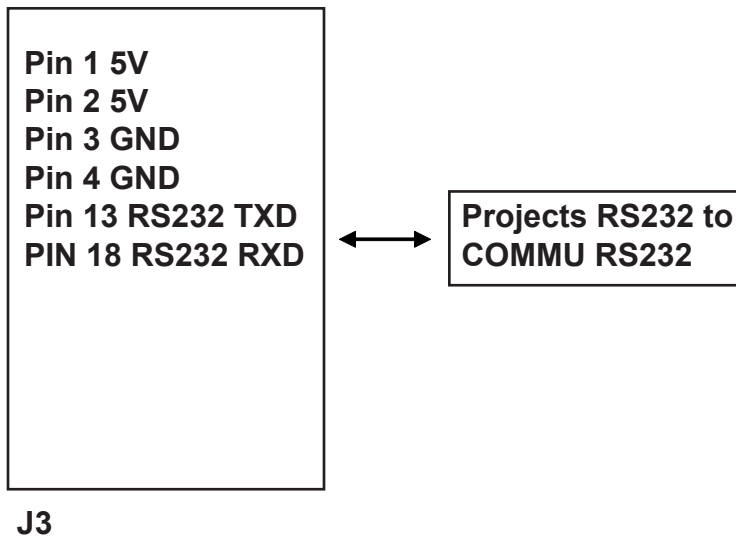 Pin 1 5V
Pin 2 5V
Pin 3 GND
Pin 4 GND
Pin 13 RS232 TXD
PIN 18 RS232 RXD
Projects RS232 to
COMMU RS232
J3